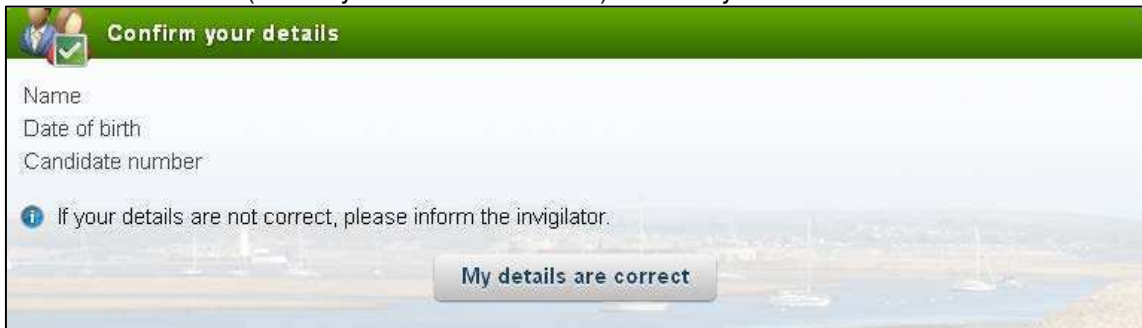 Confirm your details
Name
Date of birth
Candidate number
If your details are not correct, please inform the invigilator.
My details are correct